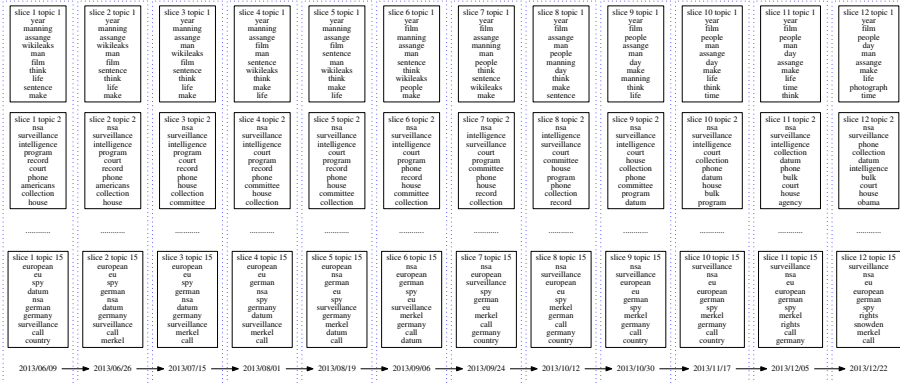 slice 1 topic 1
year
manning
assange
wikileaks
man
film
think
life
sentence
make
slice 2 topic 1
year
manning
assange
wikileaks
man
film
sentence
think
life
make
slice 3 topic 1
year
manning
assange
man
wikileaks
film
sentence
think
life
make
slice 4 topic 1
year
manning
assange
film
man
sentence
wikileaks
think
make
life
slice 5 topic 1
year
manning
assange
film
sentence
man
wikileaks
think
make
life
slice 6 topic 1
year
film
manning
assange
man
sentence
think
wikileaks
people
make
slice 7 topic 1
year
film
assange
manning
man
people
think
sentence
wikileaks
make
slice 8 topic 1
year
film
assange
man
people
manning
day
think
make
sentence
slice 9 topic 1
year
film
people
assange
man
day
make
manning
think
life
slice 10 topic 1
year
film
people
man
assange
day
make
life
think
time
slice 11 topic 1
year
film
people
man
day
assange
make
life
time
think
slice 12 topic 1
year
film
people
day
man
assange
make
life
photograph
time
slice 1 topic 2
nsa
surveillance
intelligence
program
record
court
phone
americans
collection
house
slice 2 topic 2
nsa
surveillance
intelligence
program
court
record
phone
americans
collection
house
slice 3 topic 2
nsa
surveillance
intelligence
program
court
record
phone
house
collection
committee
slice 4 topic 2
nsa
surveillance
intelligence
court
program
record
phone
committee
house
collection
slice 5 topic 2
nsa
surveillance
intelligence
court
program
phone
record
house
committee
collection
slice 6 topic 2
nsa
surveillance
intelligence
court
program
phone
record
house
committee
collection
slice 7 topic 2
nsa
intelligence
surveillance
court
committee
program
phone
house
record
collection
slice 8 topic 2
nsa
intelligence
surveillance
court
committee
house
program
phone
collection
record
slice 9 topic 2
nsa
surveillance
intelligence
court
house
collection
phone
committee
program
datum
slice 10 topic 2
nsa
surveillance
intelligence
court
collection
phone
datum
house
bulk
program
slice 11 topic 2
nsa
surveillance
intelligence
collection
datum
phone
bulk
court
house
agency
slice 12 topic 2
nsa
surveillance
phone
collection
datum
intelligence
bulk
court
house
obama
............ ............ ............ ............ ............ ............ ............ ............ ............ ............ ............ ............
slice 1 topic 15
european
eu
spy
datum
nsa
german
germany
surveillance
call
country
slice 2 topic 15
european
eu
spy
german
nsa
datum
germany
surveillance
call
merkel
slice 3 topic 15
european
eu
spy
german
nsa
datum
germany
surveillance
merkel
call
slice 4 topic 15
european
eu
german
nsa
spy
germany
datum
surveillance
merkel
call
slice 5 topic 15
european
nsa
german
eu
spy
surveillance
germany
merkel
datum
call
slice 6 topic 15
nsa
european
german
eu
spy
surveillance
merkel
germany
call
datum
slice 7 topic 15
nsa
european
surveillance
german
spy
eu
merkel
call
germany
country
slice 8 topic 15
nsa
surveillance
european
eu
spy
merkel
german
call
germany
country
slice 9 topic 15
nsa
surveillance
eu
european
german
spy
merkel
germany
call
country
slice 10 topic 15
surveillance
nsa
eu
european
german
spy
merkel
germany
call
country
slice 11 topic 15
surveillance
nsa
eu
european
german
spy
merkel
rights
call
germany
slice 12 topic 15
surveillance
nsa
eu
european
german
spy
rights
snowden
merkel
call
2013/06/09 2013/06/26 2013/07/15 2013/08/01 2013/08/19 2013/09/06 2013/09/24 2013/10/12 2013/10/30 2013/11/17 2013/12/05 2013/12/22